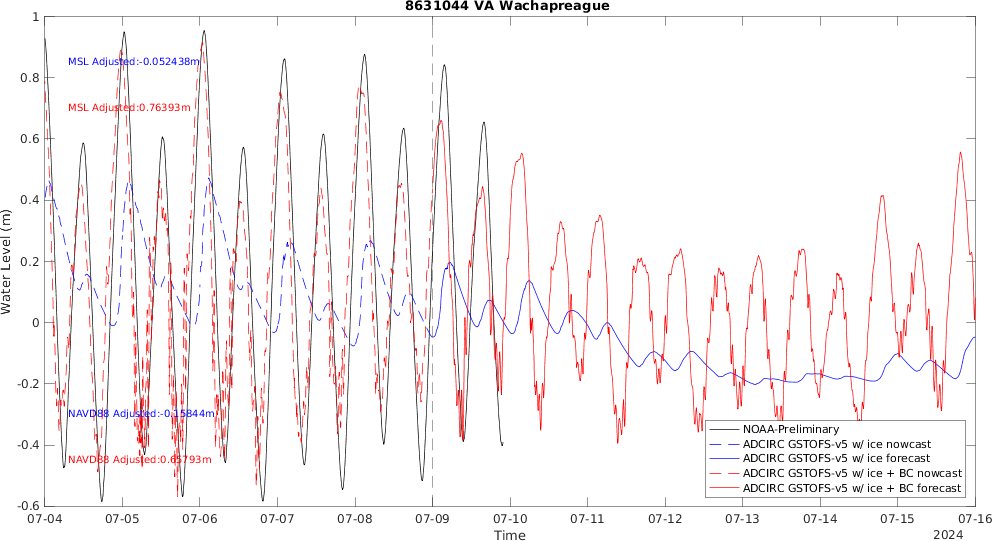 8631044 VA Wachapreague
1
0.8
0.6
0.4
0.2
0
-0.2
-0.4
-0.6
Water Level (m)
MSL Adjusted:-0.052438m
MSL Adjusted:0.76393m
NAVD88 Adjusted:-0.15844m
NAVD88 Adjusted:0.65793m
NOAA-Preliminary
ADCIRC GSTOFS-v5 w/ ice nowcast
ADCIRC GSTOFS-v5 w/ ice forecast
ADCIRC GSTOFS-v5 w/ ice + BC nowcast
ADCIRC GSTOFS-v5 w/ ice + BC forecast
07-04 07-05 07-06 07-07 07-08 07-09 07-10 07-11 07-12 07-13 07-14 07-15 07-16
Time
2024